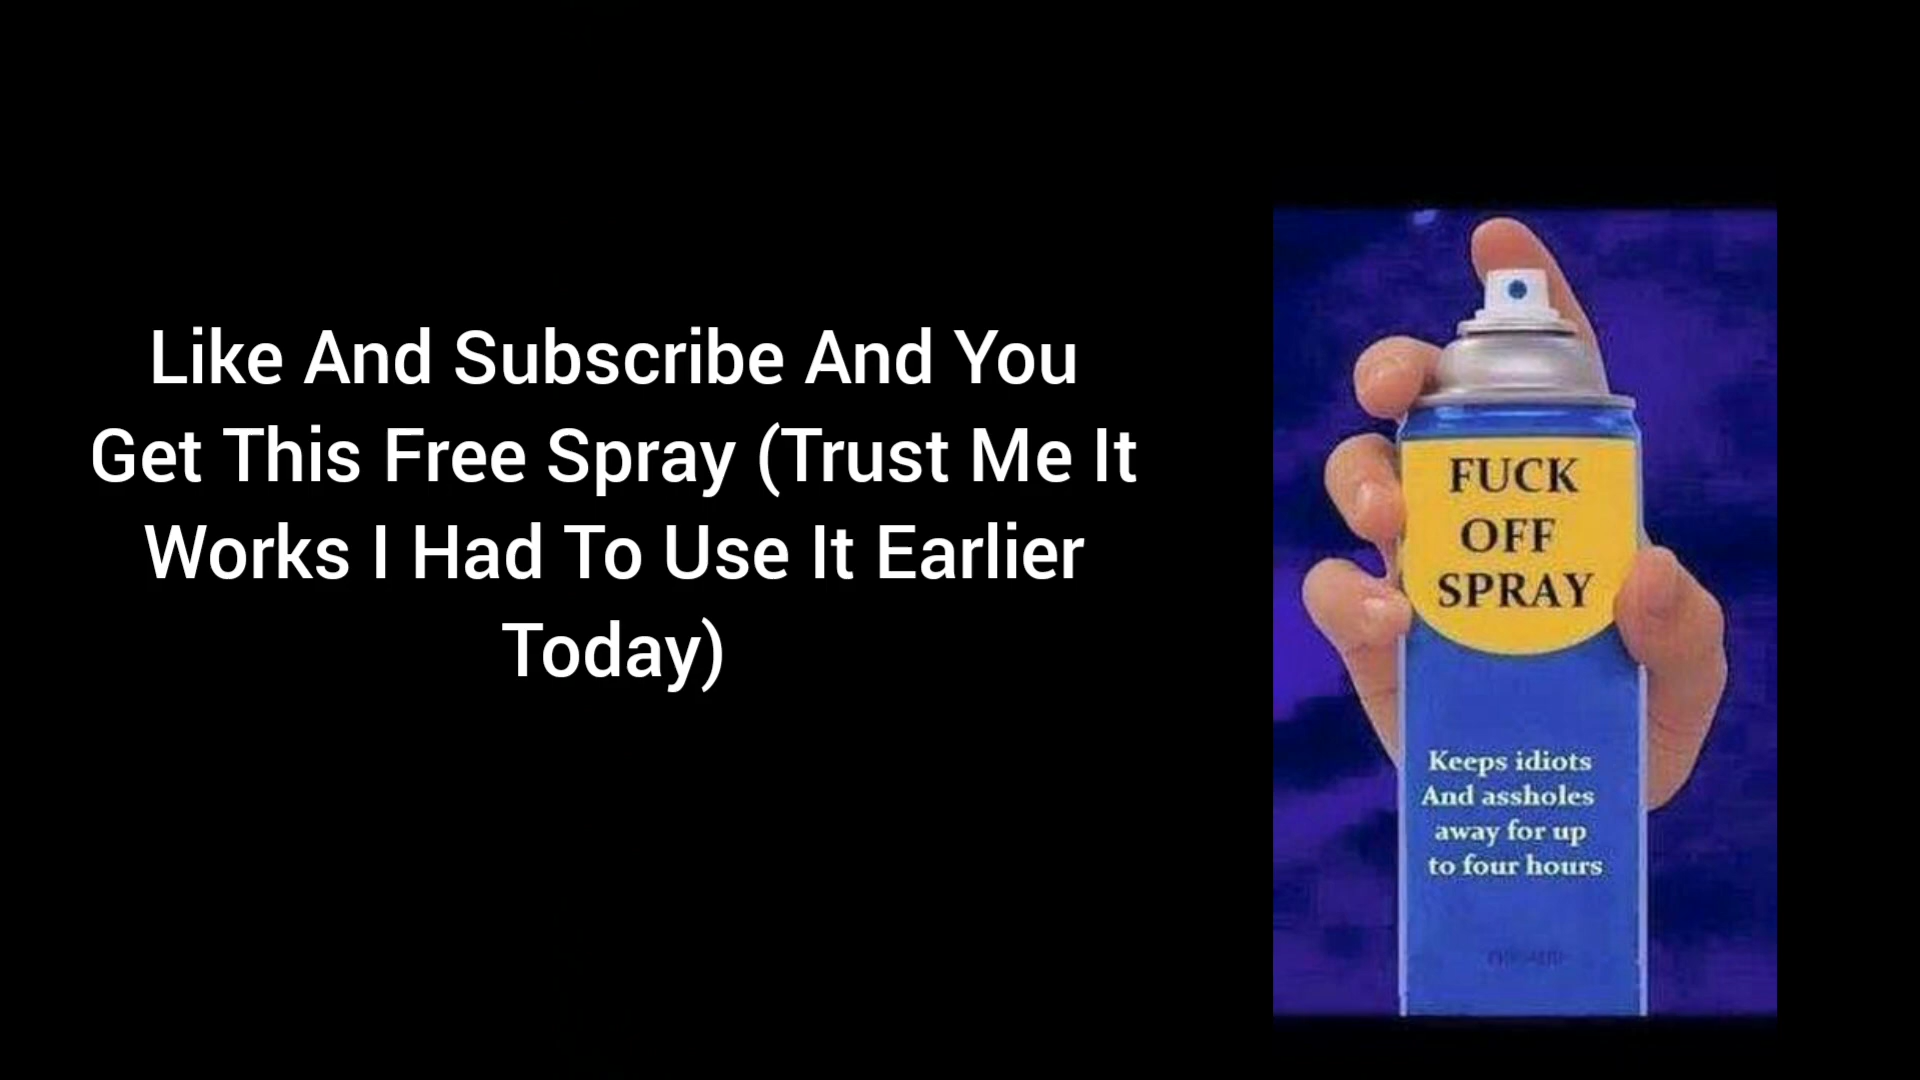 Like And Subscribe And You
Get This Free Spray (Trust Me It
Works I Had To Use It Earlier
Today)
FUCK
OFF
SPRAY
Keeps idiots
And assholes
away for up
to four hours